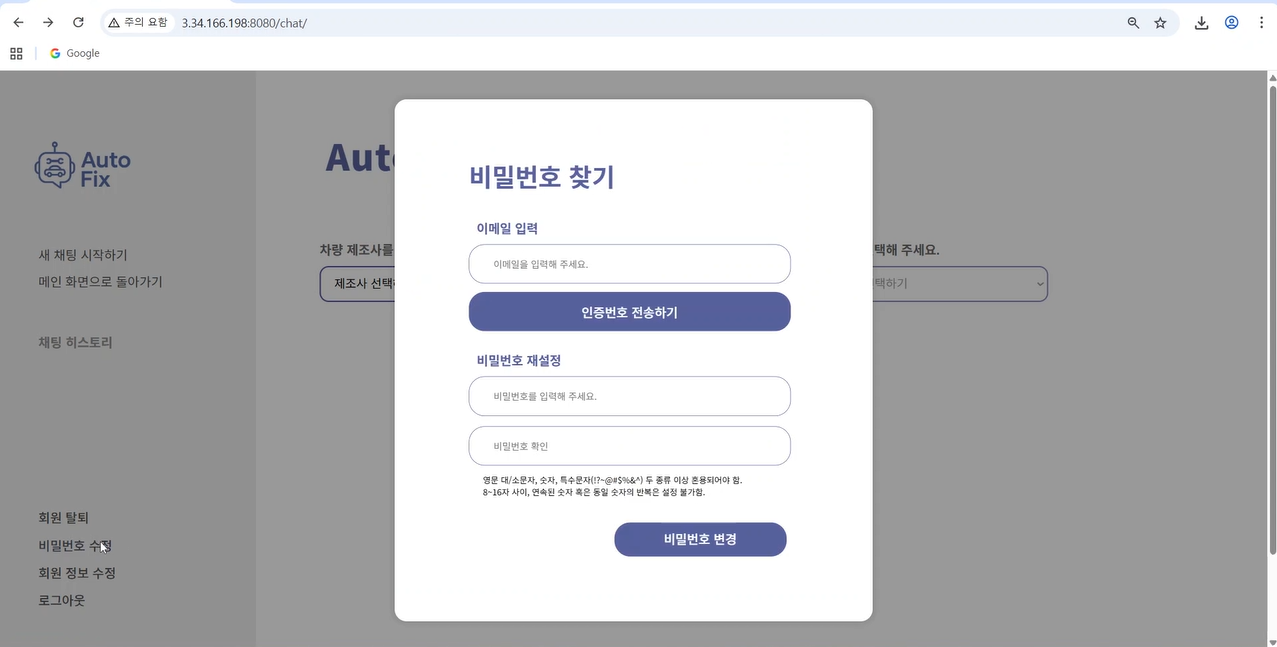 주의 요함
3.34.166.198:8080/chat/
Google
Auto
Fix
새 채팅 시작하기
메인 화면으로 돌아가기
채팅 히스토리
회원 탈퇴
비밀번호 수정
회원 정보 수정
로그아웃
Aut
차량 제조사를
제조사 선택
택해 주세요.
택하기
비밀번호 찾기
이메일 입력
이메일을 입력해 주세요.
인증번호 전송하기
비밀번호 재설정
비밀번호를 입력해 주세요.
비밀번호 확인
영문 대/소문자, 숫자, 특수문자(!?~@#$%&^) 두 종류 이상 혼용되어야 함.
8~16자 사이, 연속된 숫자 혹은 동일 숫자의 반복은 설정 불가함.
비밀번호 변경